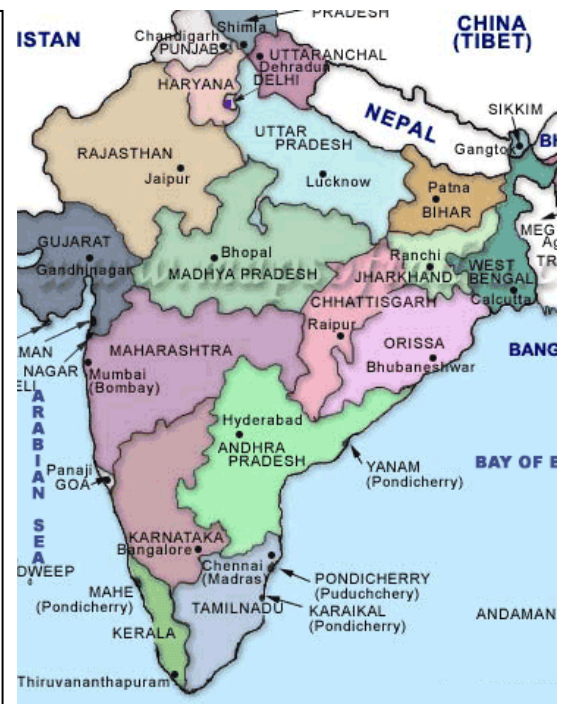 PRADESH
CHINA
(TIBET)
ISTAN
Shimla
Chandigarh
PUNJAB
UTTARANCHAL
Dehradun
HARYANA
DELHI
NEPAL
SIKKIM
UTTAR
PRADESH
Gangtok
BH
RAJASTHAN
Jaipur
Lucknow
Patna
BIHAR
MEG
Ag
TR
GUJARAT
Gandhinagar
Bhopal
MADHYA PRADESH
Ranchi
JHARKHAND
WEST
BENGAL
Calcutta
CHHATTISGARH
Raipur
ORISSA
Bhubaneshwar
BANG
MAN
NAGAR
ELI
MAHARASHTRA
Mumbai
(Bombay)
ARABIAN SEA
Hyderabad
ANDHRA
PRADESH
YANAM
(Pondicherry)
BAY OF B
Panaji
GOA
KARNATAKA
Bangalore
DWEEP
Chennai
(Madras)
PONDICHERRY
(Puduchchery)
MAHE
(Pondicherry)
TAMILNADU
KARAIKAL
(Pondicherry)
ANDAMAN
KERALA
Thiruvananthapuram